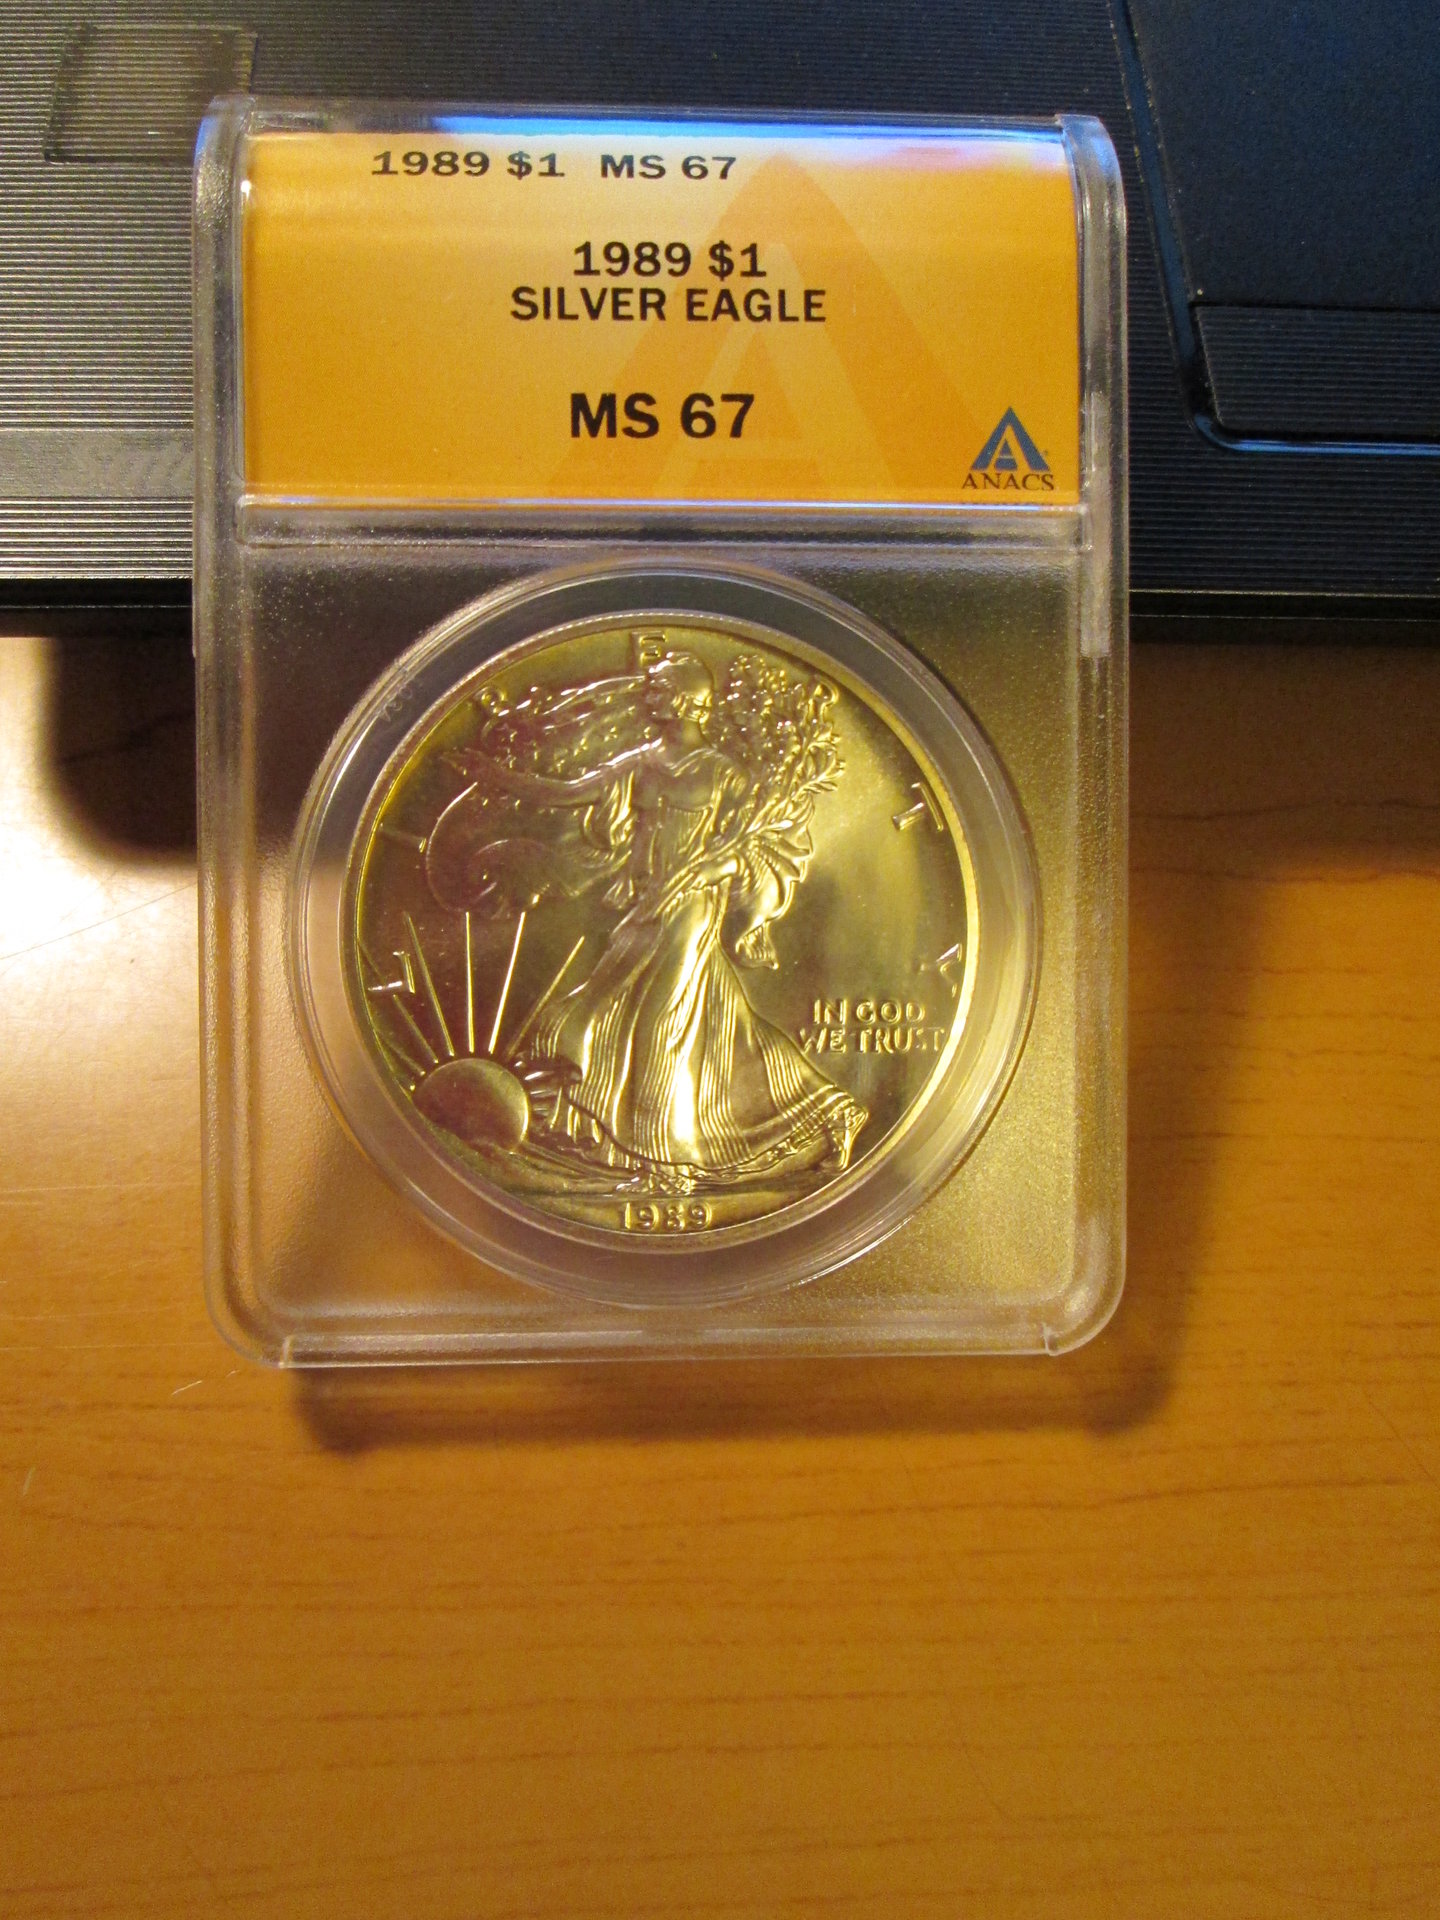 1989 $1 MS 67
1989 $1
SILVER EAGLE
MS 67
ANACS
LIBERTY
IN GOD
WE TRUST
1989